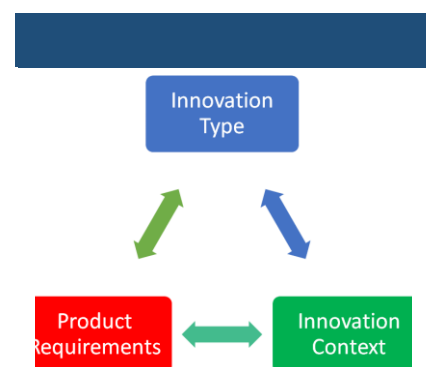 Innovation
Type
Product
Requirements
Innovation
Context